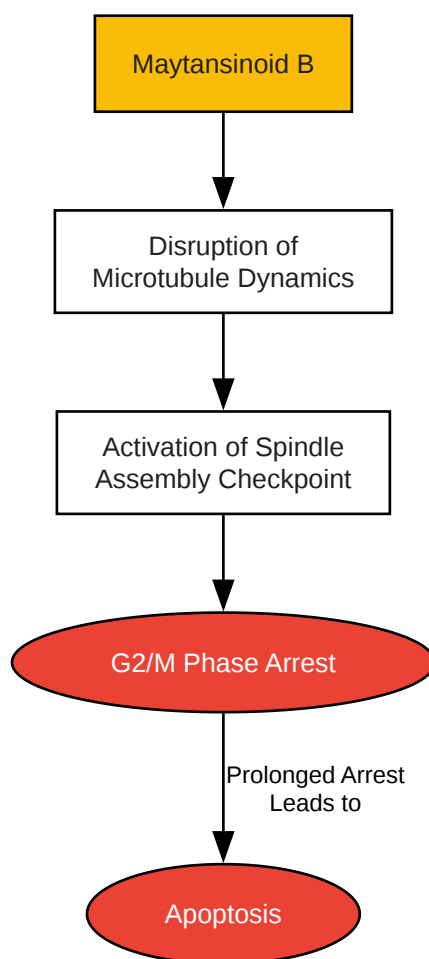 Maytansinoid B
Disruption of
Microtubule Dynamics
Activation of Spindle
Assembly Checkpoint
G2/M Phase Arrest
Prolonged Arrest
Leads to
Apoptosis